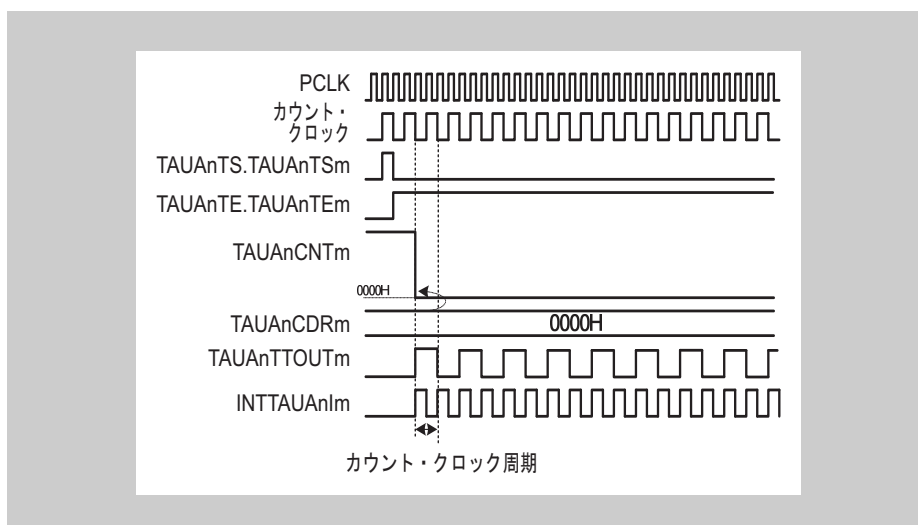 PCLK
カウント・
クロック
TAUAnTS.TAUAnTSm
TAUAnTE.TAUAnTEm
TAUAnCNTm
0000H
TAUAnCDRm
0000H
TAUAnTTOUTm
INTTAUAnIm
カウント・クロック周期